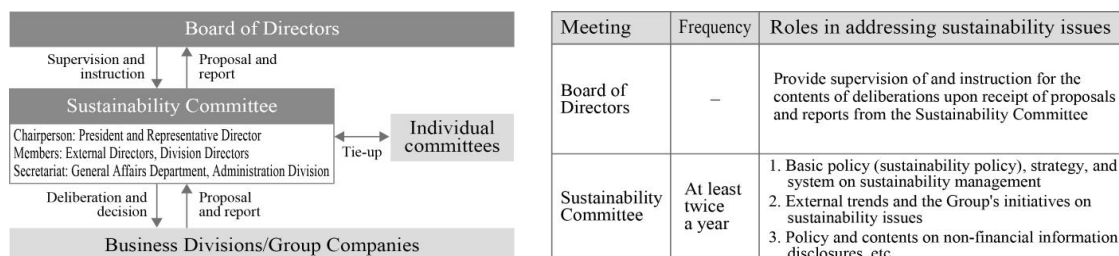 Board of Directors
Supervision and
instruction
Proposal and
report
Sustainability Committee
Chairperson: President and Representative Director
Members: External Directors, Division Directors
Secretariat: General Affairs Department, Administration Division
Tie-up
Individual
committees
Deliberation and
decision
Proposal
and report
Business Divisions/Group Companies
Meeting Frequency Roles in addressing sustainability issues
Board of
Directors
–
Provide supervision of and instruction for the
contents of deliberations upon receipt of proposals
and reports from the Sustainability Committee
Sustainability
Committee
At least
twice
a year
1. Basic policy (sustainability policy), strategy, and
system on sustainability management
2. External trends and the Group's initiatives on
sustainability issues
3. Policy and contents on non-financial information
disclosures, etc.